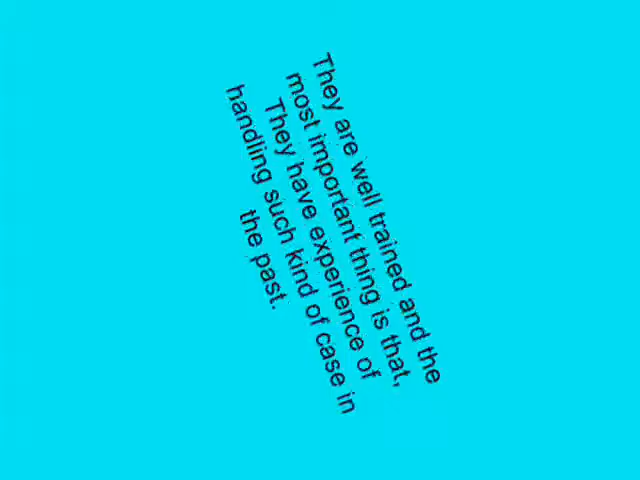 They are well trained and the
most important thing is that,
They have experience of
handling such kind of case in
the past.